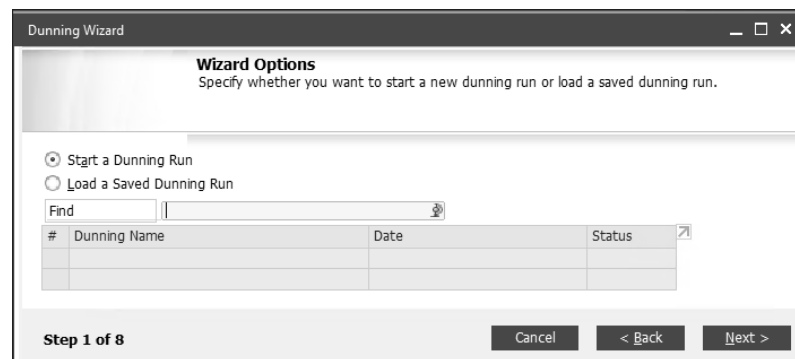 Dunning Wizard
Wizard Options
Specify whether you want to start a new dunning run or load a saved dunning run.
Start a Dunning Run
Load a Saved Dunning Run
Find
# Dunning Name Date Status
Step 1 of 8 Cancel < Back Next >